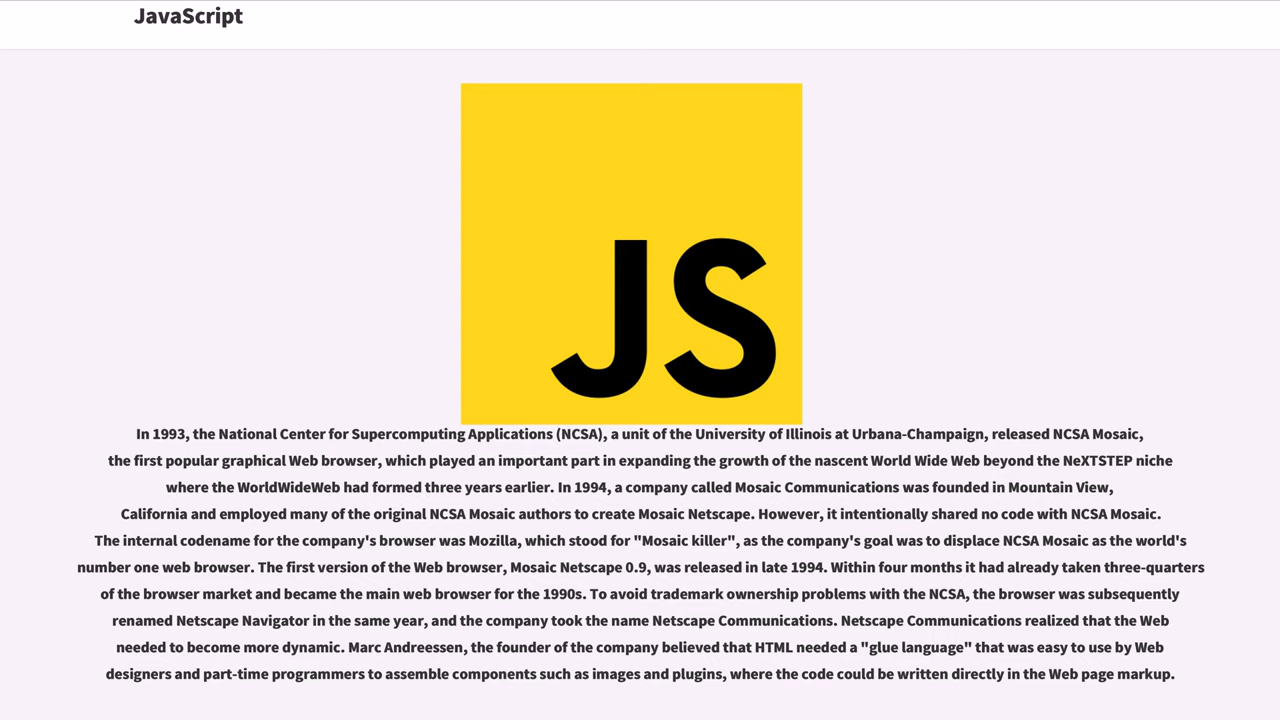 JavaScript
JS
In 1993, the National Center for Supercomputing Applications (NCSA), a unit of the University of Illinois at Urbana-Champaign, released NCSA Mosaic,
the first popular graphical Web browser, which played an important part in expanding the growth of the nascent World Wide Web beyond the NeXTSTEP niche
where the WorldWideWeb had formed three years earlier. In 1994, a company called Mosaic Communications was founded in Mountain View,
California and employed many of the original NCSA Mosaic authors to create Mosaic Netscape. However, it intentionally shared no code with NCSA Mosaic.
The internal codename for the company's browser was Mozilla, which stood for "Mosaic killer", as the company's goal was to displace NCSA Mosaic as the world's
number one web browser. The first version of the Web browser, Mosaic Netscape 0.9, was released in late 1994. Within four months it had already taken three-quarters
of the browser market and became the main web browser for the 1990s. To avoid trademark ownership problems with the NCSA, the browser was subsequently
renamed Netscape Navigator in the same year, and the company took the name Netscape Communications. Netscape Communications realized that the Web
needed to become more dynamic. Marc Andreessen, the founder of the company believed that HTML needed a "glue language" that was easy to use by Web
designers and part-time programmers to assemble components such as images and plugins, where the code could be written directly in the Web page markup.